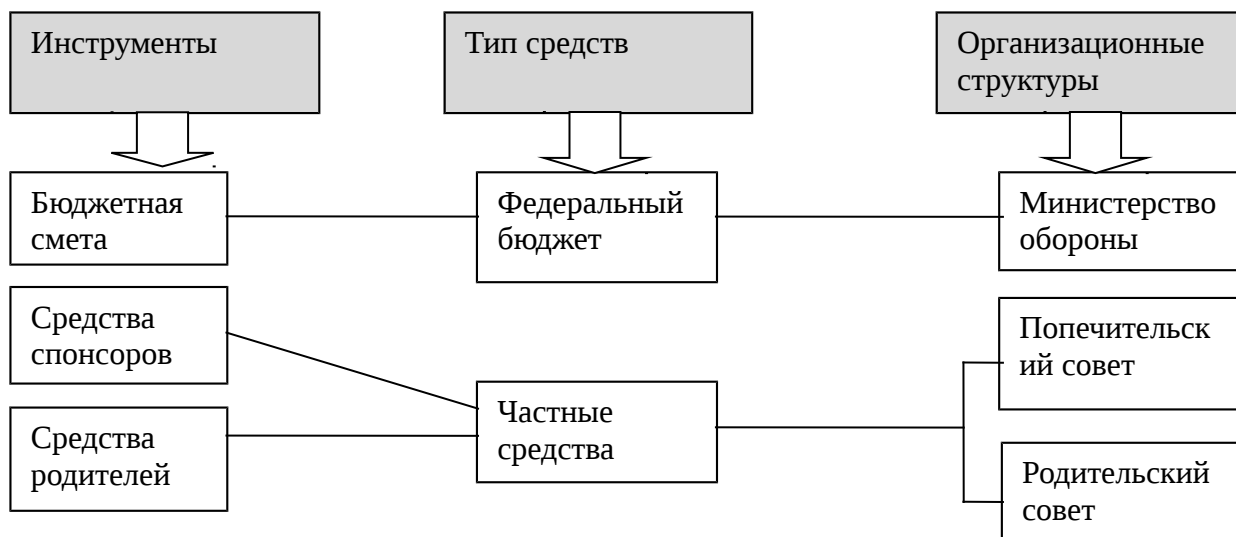 Инструменты
Тип средств
Организационные
структуры
Бюджетная
смета
Федеральный
бюджет
Министерство
обороны
Средства
спонсоров
Попечительск
ий совет
Частные
средства
Средства
родителей
Родительский
совет